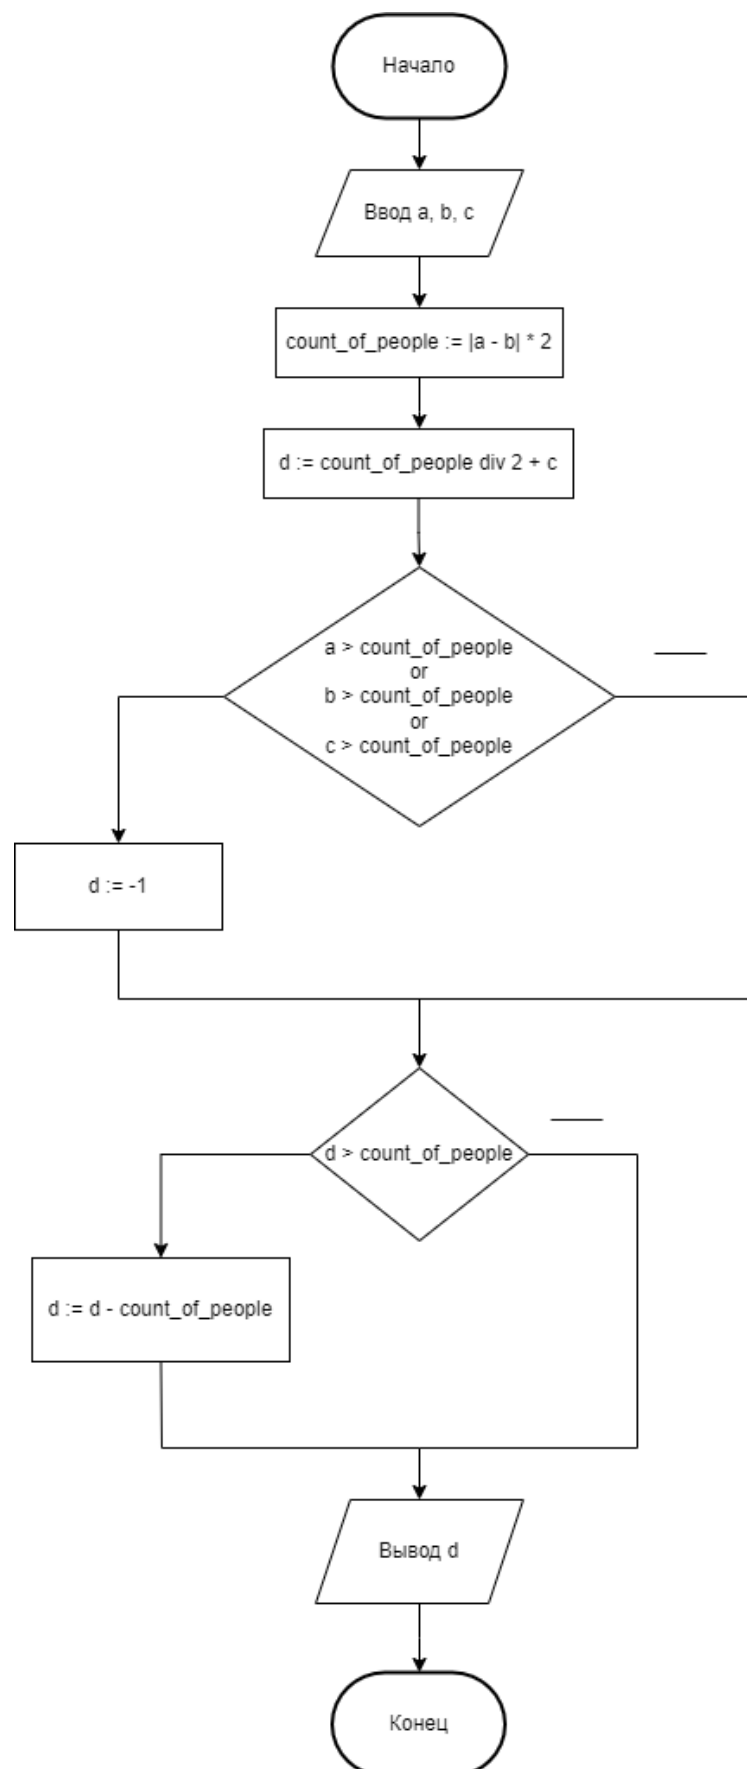 Начало
Ввод a, b, c
count_of_people := |a - b| * 2
d := count_of_people div 2 + c
a > count_of_people
or
b > count_of_people
or
c > count_of_people
d := -1
d > count_of_people
d := d - count_of_people
Вывод d
Конец